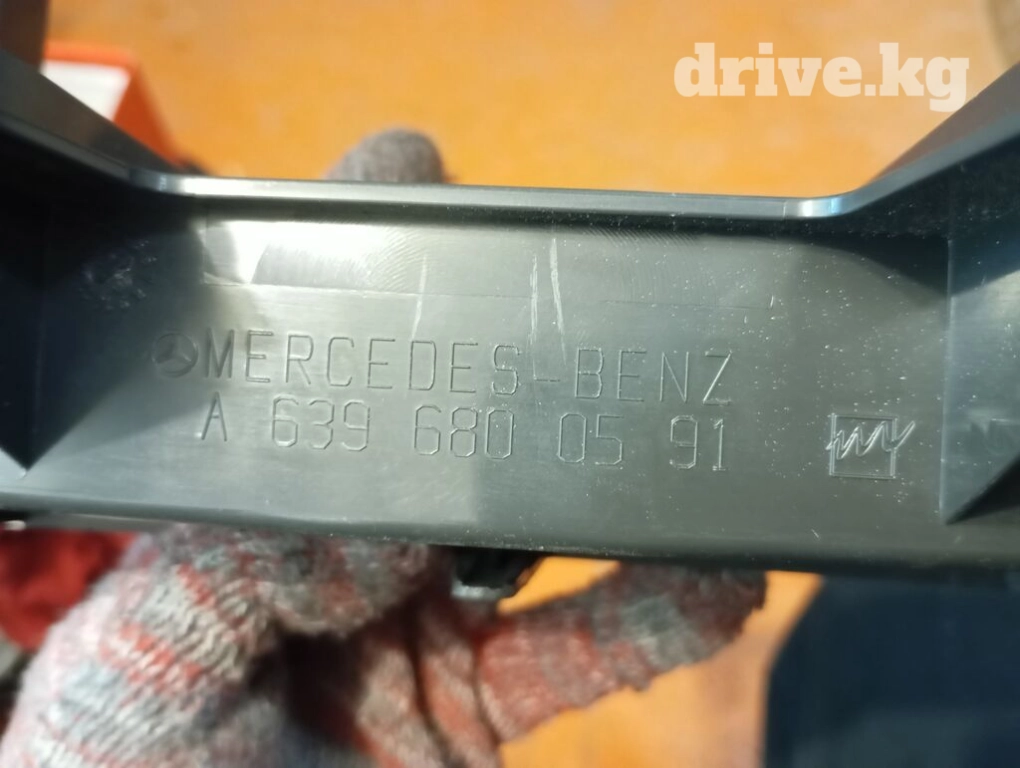 drive.kg
MERCEDES-BENZ
A 639 680 05 91